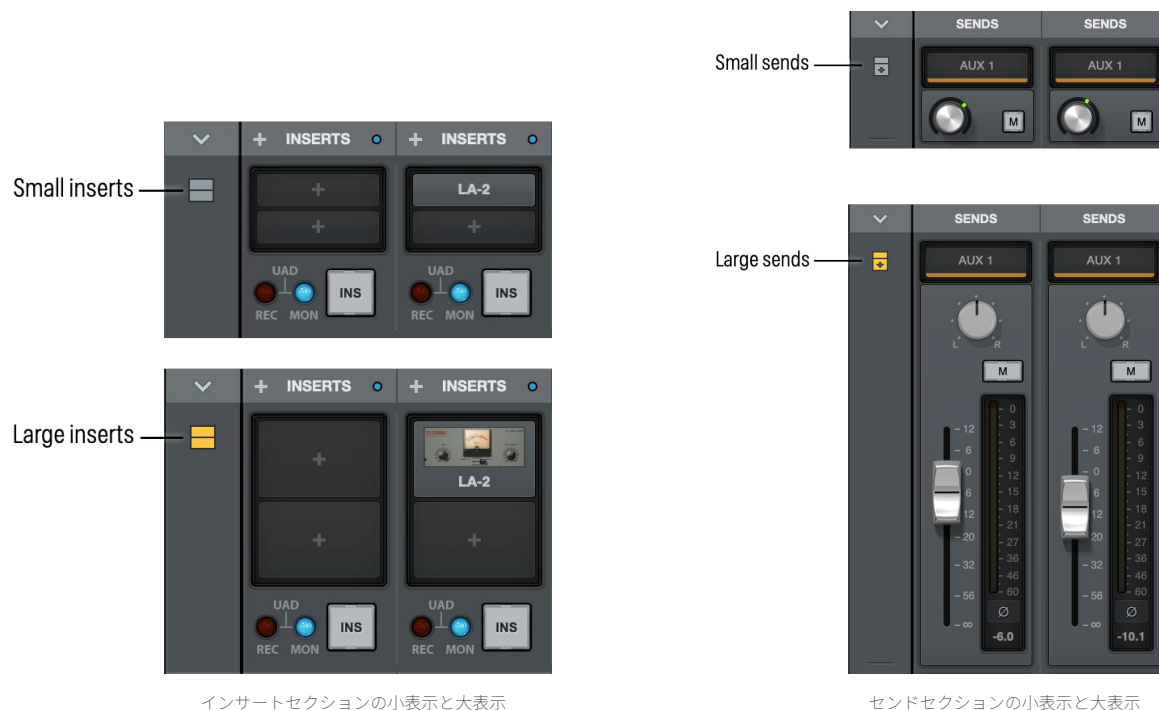 Small inserts
+ INSERTS + INSERTS
+ LA-2
+ +
UAD UAD
REC MON INS REC MON INS
Large inserts
+ INSERTS + INSERTS
+
LA-2
+ +
UAD UAD
REC MON INS REC MON INS
インサートセクションの小表示と大表示
Small sends
SENDS SENDS
AUX 1 AUX 1
M M
Large sends
SENDS SENDS
AUX 1 AUX 1
L R L R
M M
0 0
12 3 12 3
6 6 6 6
9 9
0 12 0 12
6 15 6 15
12 18 12 18
21 21
20 27 20 27
32 36 32 36
46 46
56 60 56 60
∞ Ø ∞ Ø
-6.0 -10.1
センドセクションの小表示と大表示